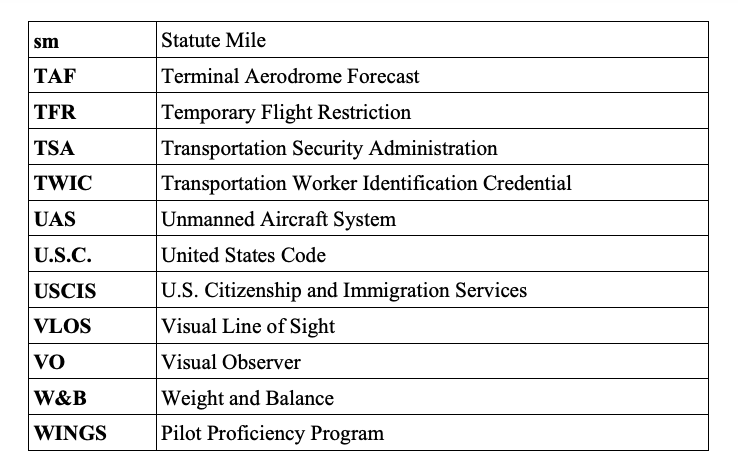 sm Statute Mile
TAF Terminal Aerodrome Forecast
TFR Temporary Flight Restriction
TSA Transportation Security Administration
TWIC Transportation Worker Identification Credential
UAS Unmanned Aircraft System
U.S.C. United States Code
USCIS U.S. Citizenship and Immigration Services
VLOS Visual Line of Sight
VO Visual Observer
W&B Weight and Balance
WINGS Pilot Proficiency Program